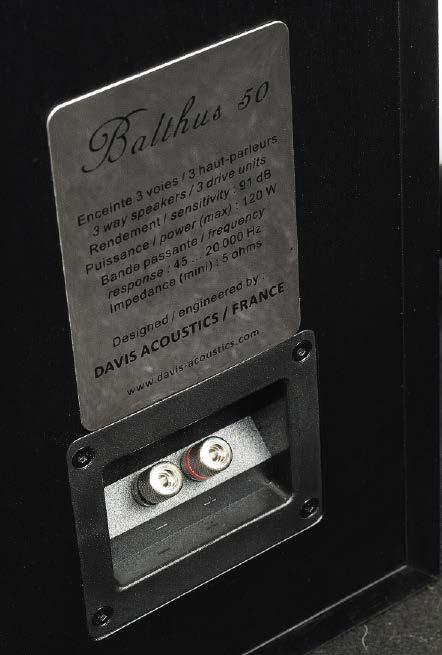 Balthus 50
Enceinte 3 voies / 3 haut-parleurs
3 way speakers / 3 drive units
Rendement / sensitivity : 91 dB
Puissance / power (max) : 120 W
Bande passante / frequency
response : 45 ... 20 000 Hz
Impedance (mini) : 5 ohms
Designed / engineered by :
DAVIS ACOUSTICS / FRANCE
www.davis-acoustics.com
− +
− +